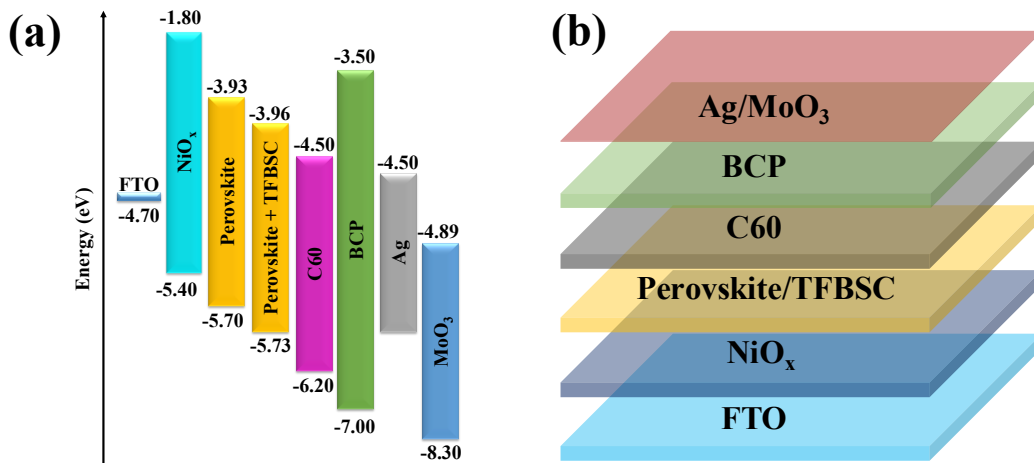 (a)
Energy (eV)
FTO
-4.70
-1.80
NiOx
-5.40
-3.93
Perovskite
-5.70
-3.96
Perovskite + TFBSC
-5.73
-4.50
C60
-6.20
-3.50
BCP
-7.00
-4.50
Ag
-4.89
MoO3
-8.30
(b)
Ag/MoO3
BCP
C60
Perovskite/TFBSC
NiOx
FTO